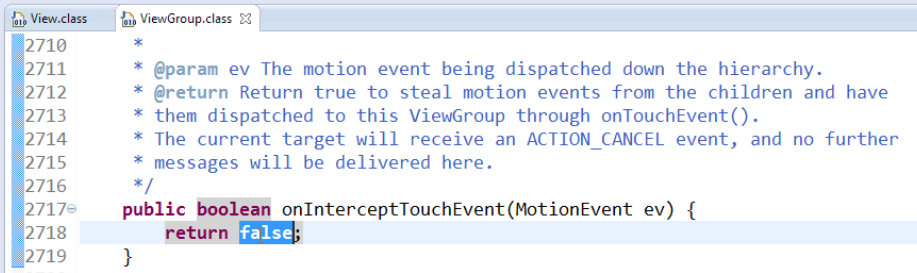 View.class ViewGroup.class
2710 *
2711 * @param ev The motion event being dispatched down the hierarchy.
2712 * @return Return true to steal motion events from the children and have
2713 * them dispatched to this ViewGroup through onTouchEvent().
2714 * The current target will receive an ACTION_CANCEL event, and no further
2715 * messages will be delivered here.
2716 */
2717 public boolean onInterceptTouchEvent(MotionEvent ev) {
2718 return false;
2719 }